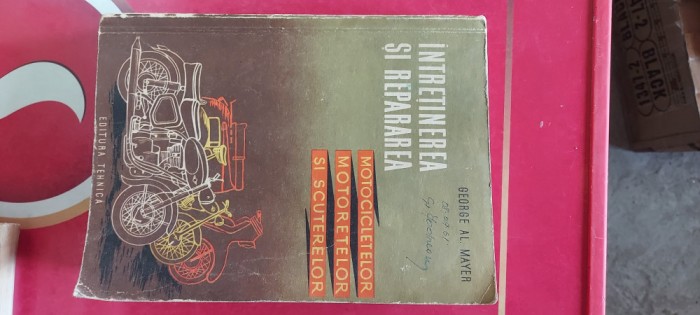 GEORGE AL. MAYER
ÎNTREȚINEREA
ȘI REPARAREA
MOTOCICLETELOR
MOTORETELOR
ȘI SCUTERELOR
EDITURA TEHNICĂ
BLACK